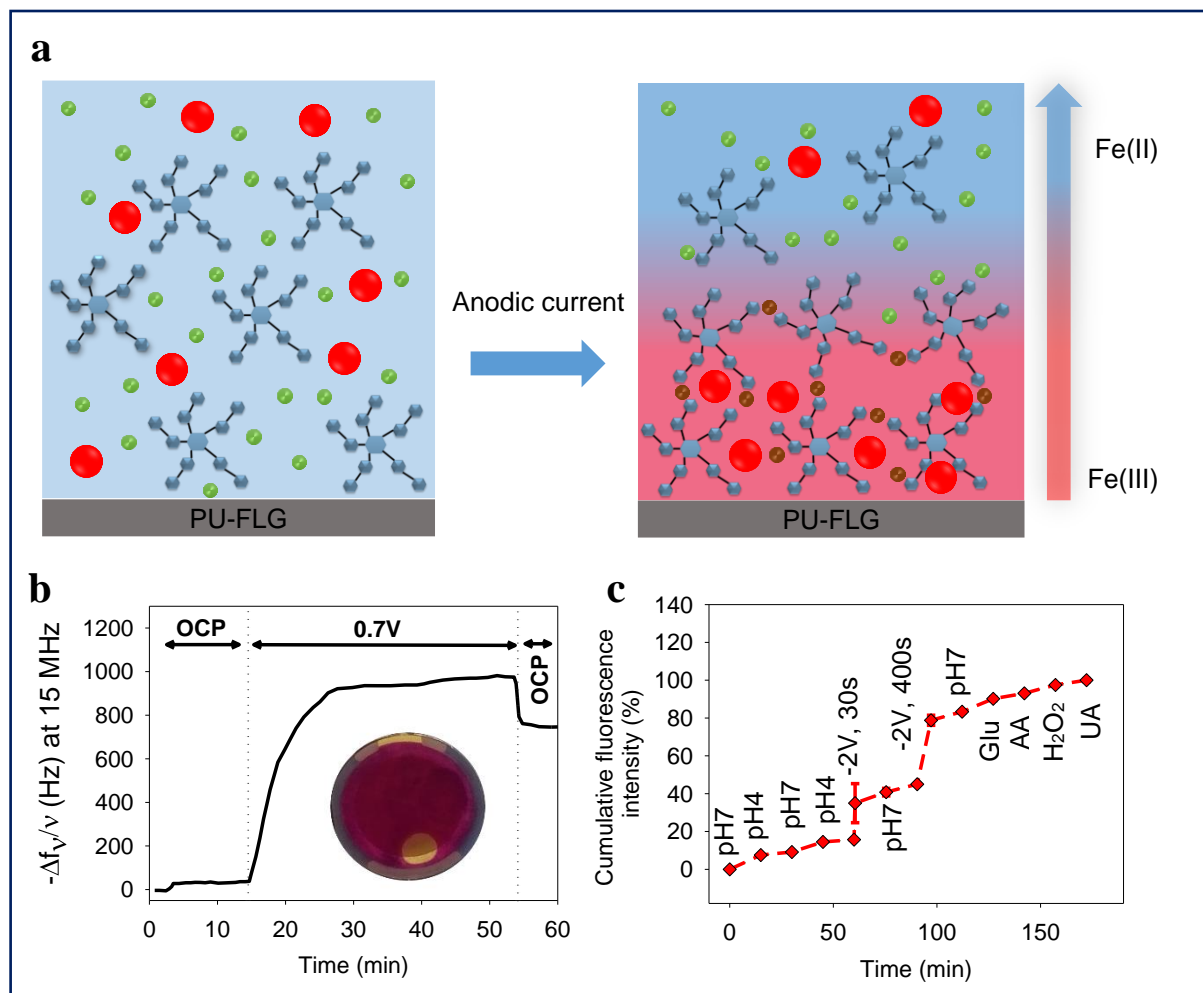 a
Anodic current
Fe(II)
Fe(III)
PU-FLG
PU-FLG
b
-Δfν/ν (Hz) at 15 MHz
1200
1000
800
600
400
200
0
OCP
0.7V
OCP
0 10 20 30 40 50 60
Time (min)
c
Cumulative fluorescence
intensity (%)
140
120
100
80
60
40
20
0
pH7
pH4
pH7
pH4
-2V, 30s
pH7
-2V, 400s
pH7
Glu
AA
H₂O₂
UA
0 50 100 150
Time (min)